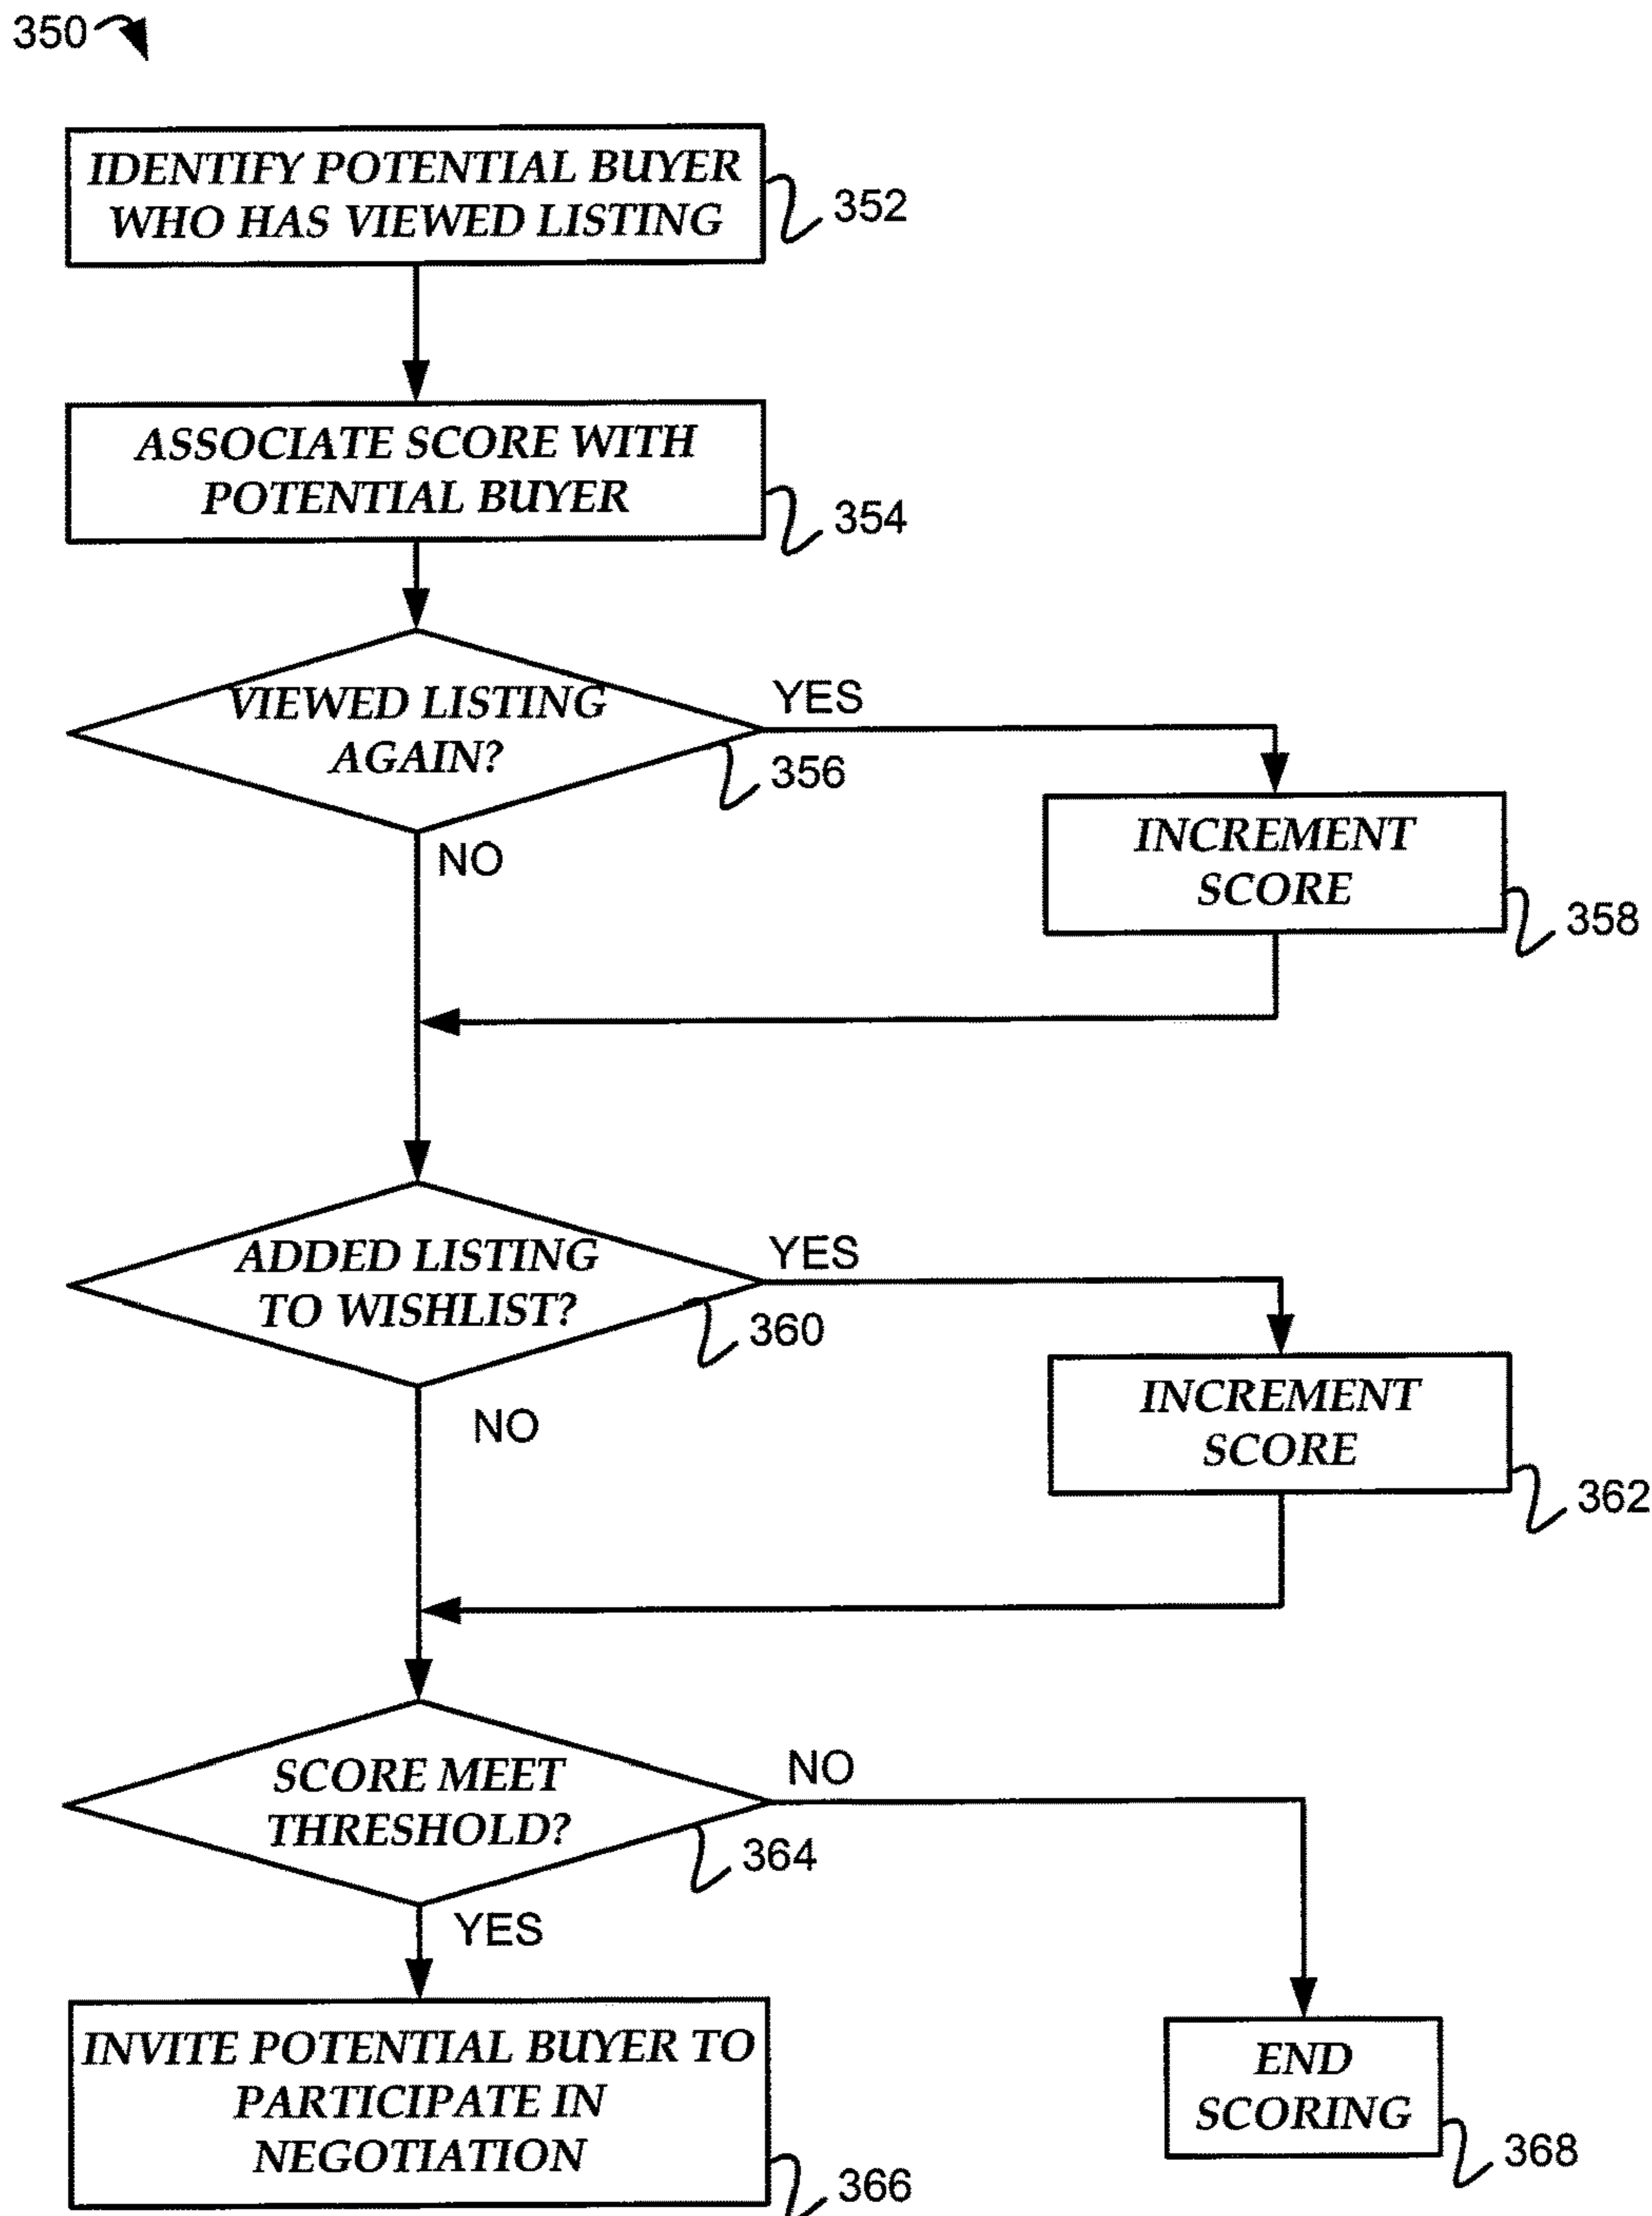 350
IDENTIFY POTENTIAL BUYER
WHO HAS VIEWED LISTING
352
ASSOCIATE SCORE WITH
POTENTIAL BUYER
354
VIEWED LISTING
AGAIN?
YES
356
NO
INCREMENT
SCORE
358
ADDED LISTING
TO WISHLIST?
YES
360
NO
INCREMENT
SCORE
362
SCORE MEET
THRESHOLD?
NO
364
YES
INVITE POTENTIAL BUYER TO
PARTICIPATE IN
NEGOTIATION
366
END
SCORING
368